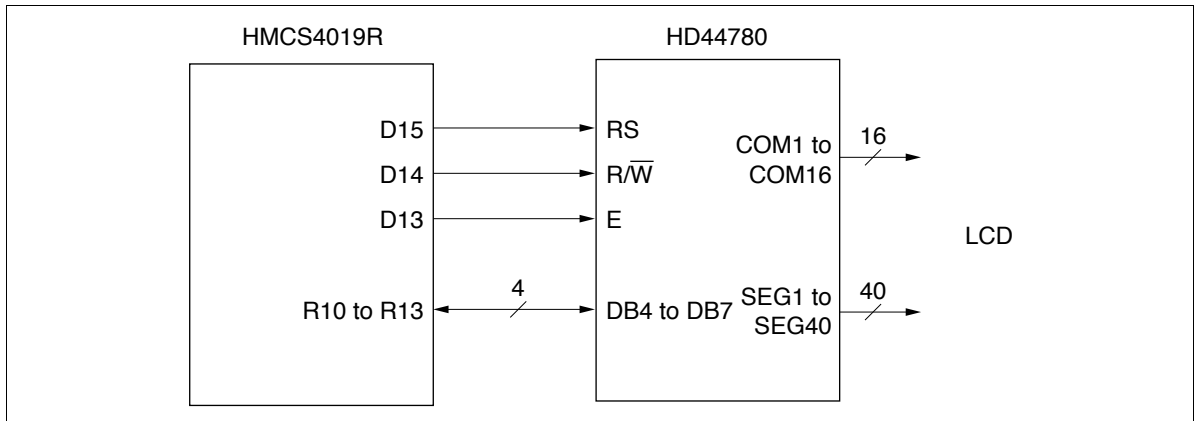 HMCS4019R
HD44780
D15
RS
D14
R/W̅
D13
E
R10 to R13
4
DB4 to DB7
COM1 to
COM16
16
SEG1 to
SEG40
40
LCD